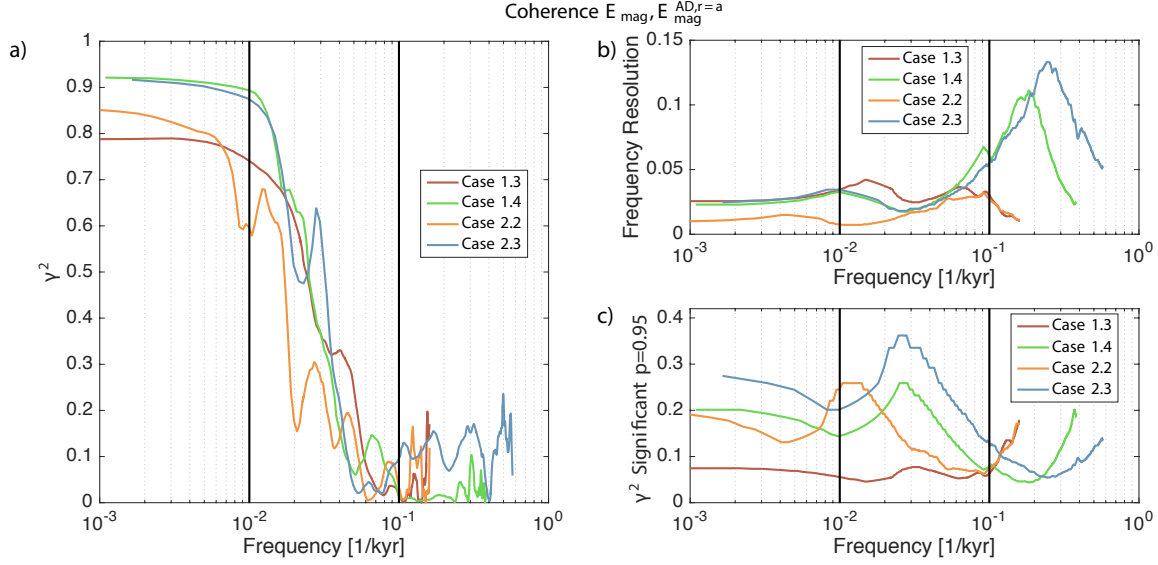 Coherence E mag, E mag AD,r = a
a)
γ²
1
0.9
0.8
0.7
0.6
0.5
0.4
0.3
0.2
0.1
0
10⁻³ 10⁻² 10⁻¹ 10⁰
Frequency [1/kyr]
Case 1.3
Case 1.4
Case 2.2
Case 2.3
b)
Frequency Resolution
0.15
0.1
0.05
0
10⁻³ 10⁻² 10⁻¹ 10⁰
Frequency [1/kyr]
Case 1.3
Case 1.4
Case 2.2
Case 2.3
c)
γ² Significant p=0.95
0.4
0.3
0.2
0.1
0
10⁻³ 10⁻² 10⁻¹ 10⁰
Frequency [1/kyr]
Case 1.3
Case 1.4
Case 2.2
Case 2.3